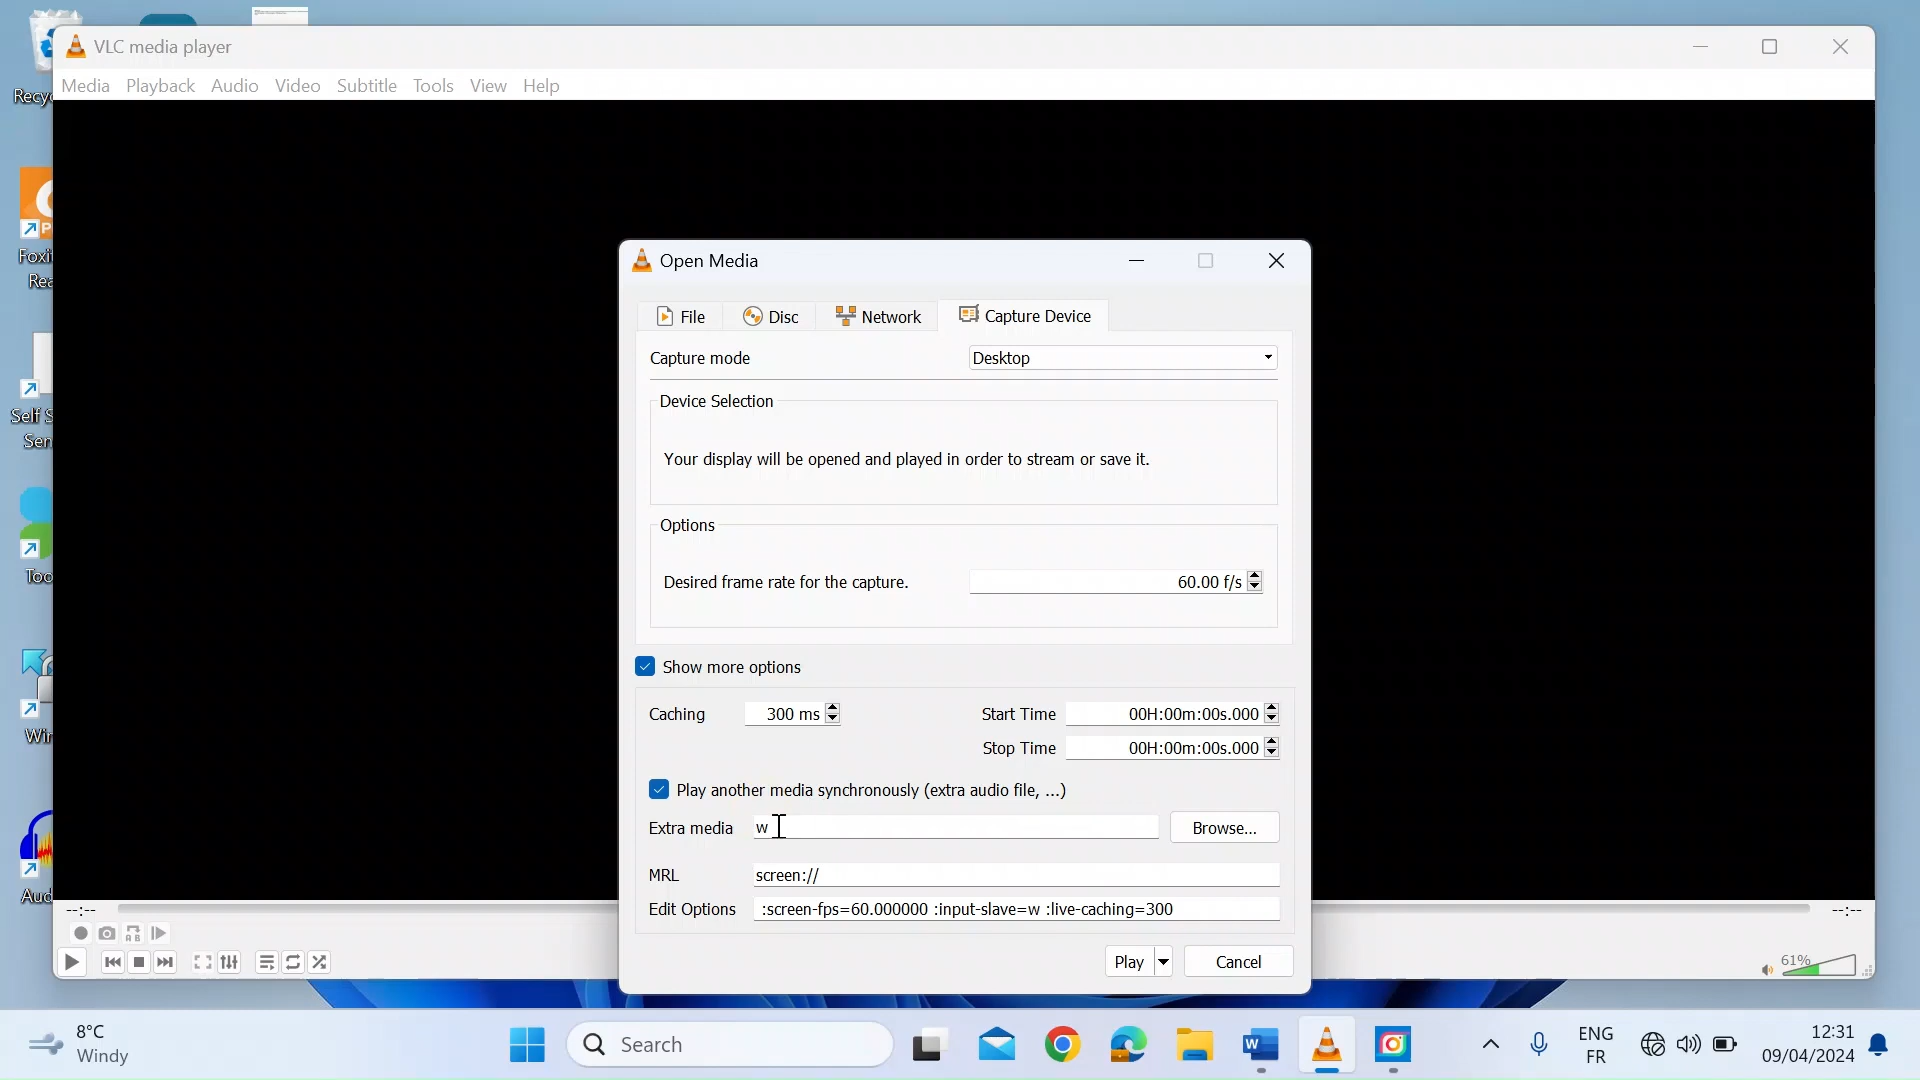 VLC media player
Media Playback Audio Video Subtitle Tools View Help
Open Media
File Disc Network Capture Device
Capture mode Desktop
Device Selection
Your display will be opened and played in order to stream or save it.
Options
Desired frame rate for the capture. 60.00 f/s
Show more options
Caching 300 ms Start Time 00H:00m:00s.000
Stop Time 00H:00m:00s.000
Play another media synchronously (extra audio file, ...)
Extra media w Browse...
MRL screen://
Edit Options :screen-fps=60.000000 :input-slave=w :live-caching=300
Play Cancel
--:-- --:--
61%
8°C
Windy
Search
ENG
FR
12:31
09/04/2024